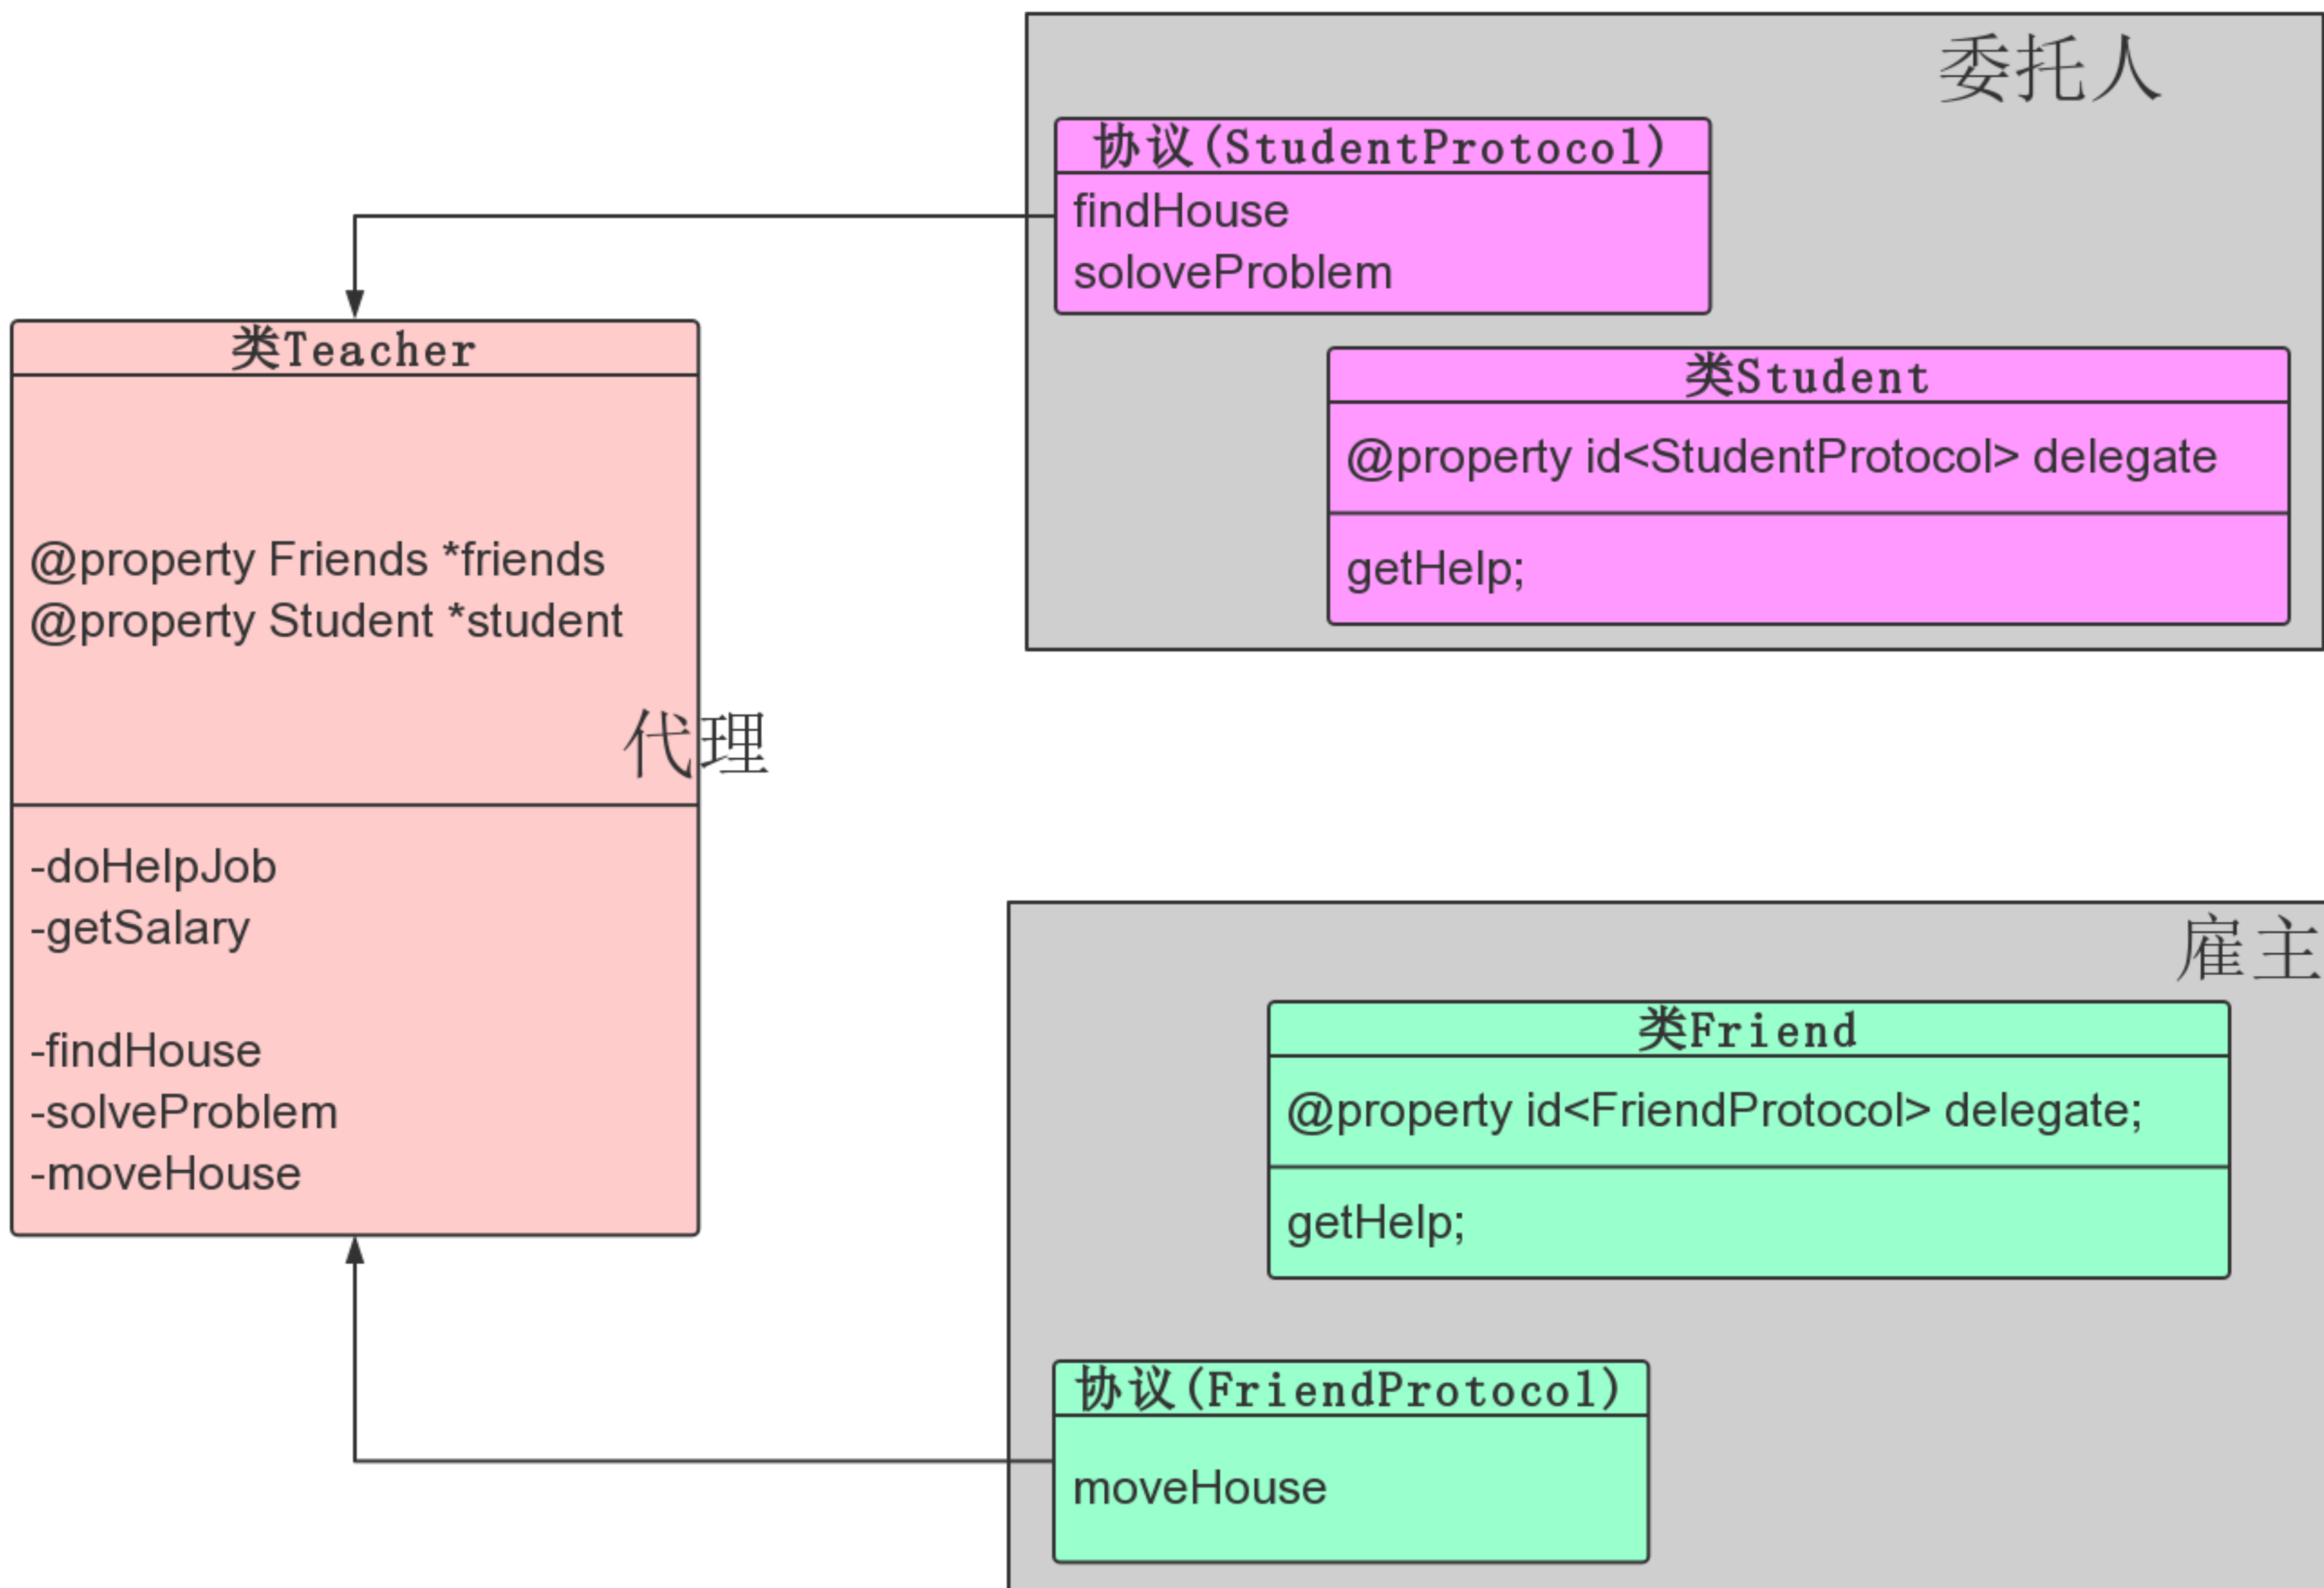 委托人
协议(StudentProtocol)
findHouse
soloveProblem
类Student
@property id<StudentProtocol> delegate
getHelp;
类Teacher
@property Friends *friends
@property Student *student
代理
-doHelpJob
-getSalary
-findHouse
-solveProblem
-moveHouse
雇主
类Friend
@property id<FriendProtocol> delegate;
getHelp;
协议(FriendProtocol)
moveHouse